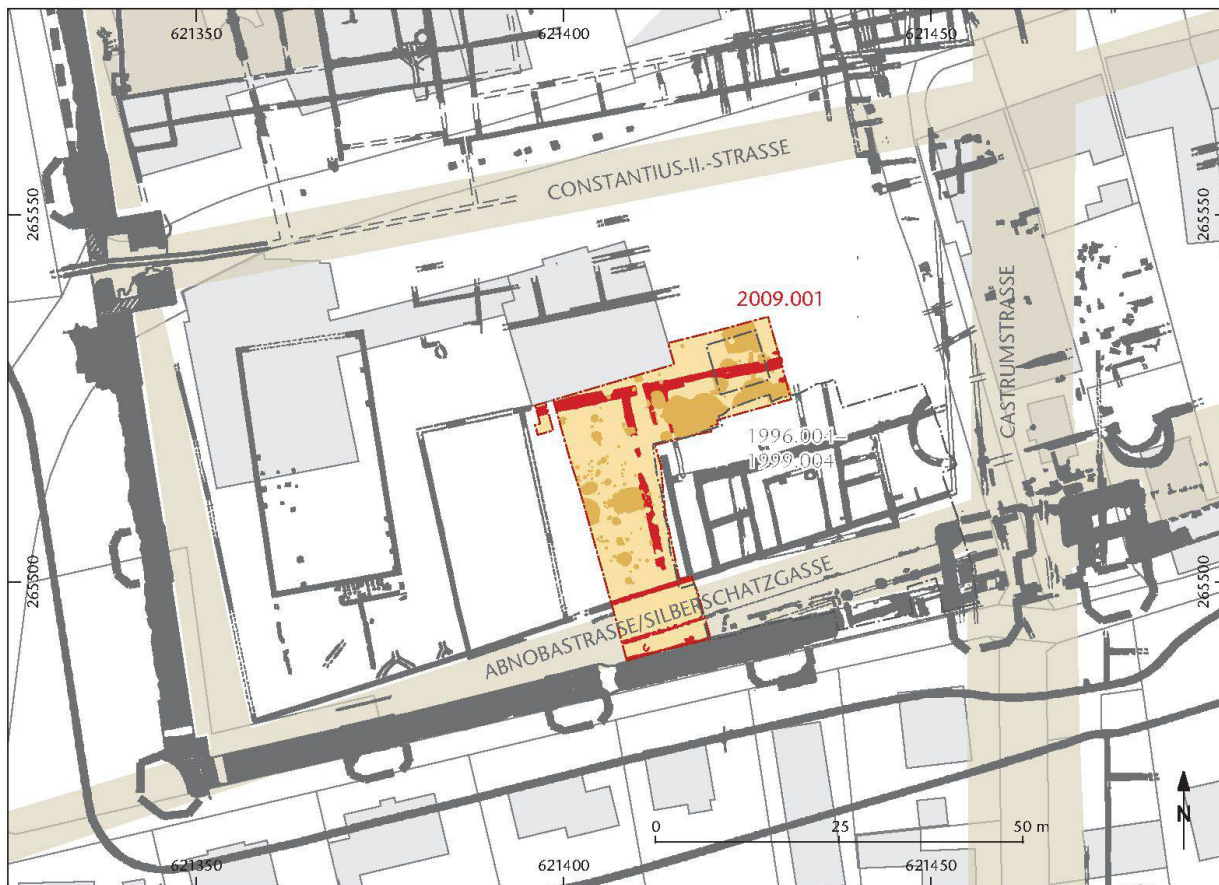 621350
621400
621450
265550
265550
CONSTANTIUS-II.-STRASSE
CASTRUMSTRASSE
2009.001
1996.004–
1999.004
265500
265500
ABNOBASTRASSE/SILBERSCHATZGASSE
0 25 50 m
N
621350
621400
621450